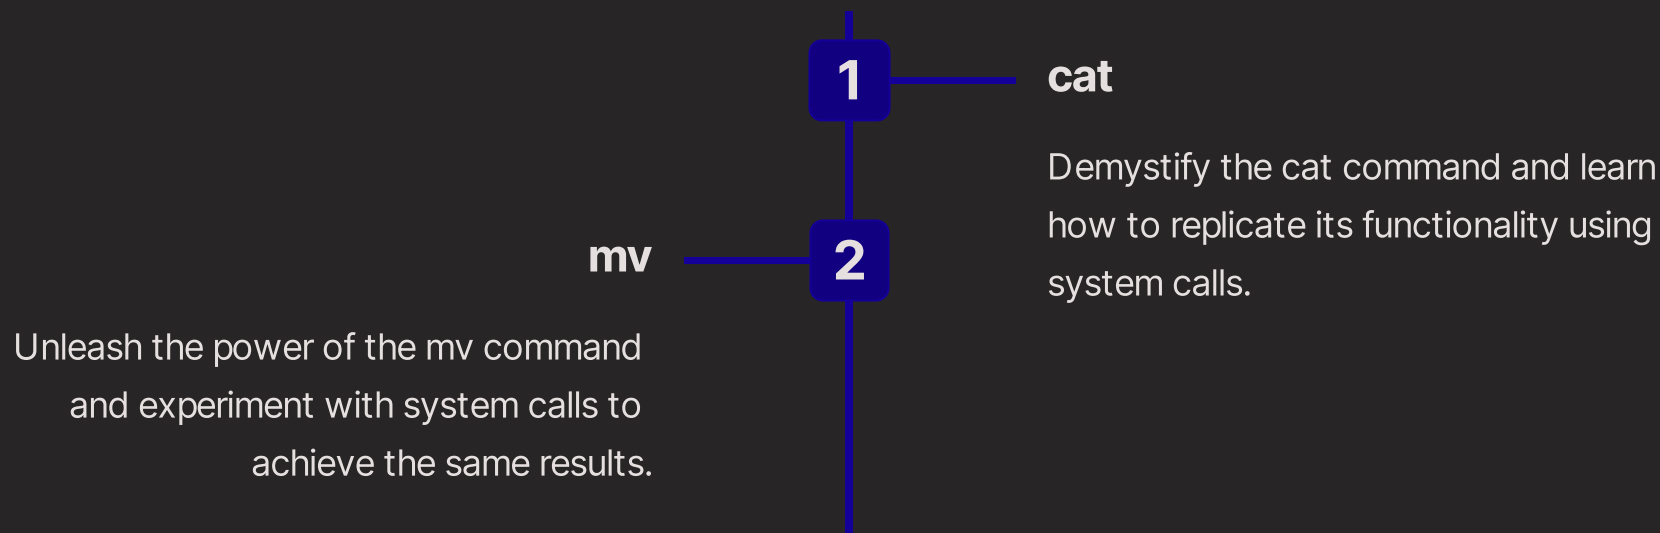 1
cat
Demystify the cat command and learn
how to replicate its functionality using
system calls.
2
mv
Unleash the power of the mv command
and experiment with system calls to
achieve the same results.